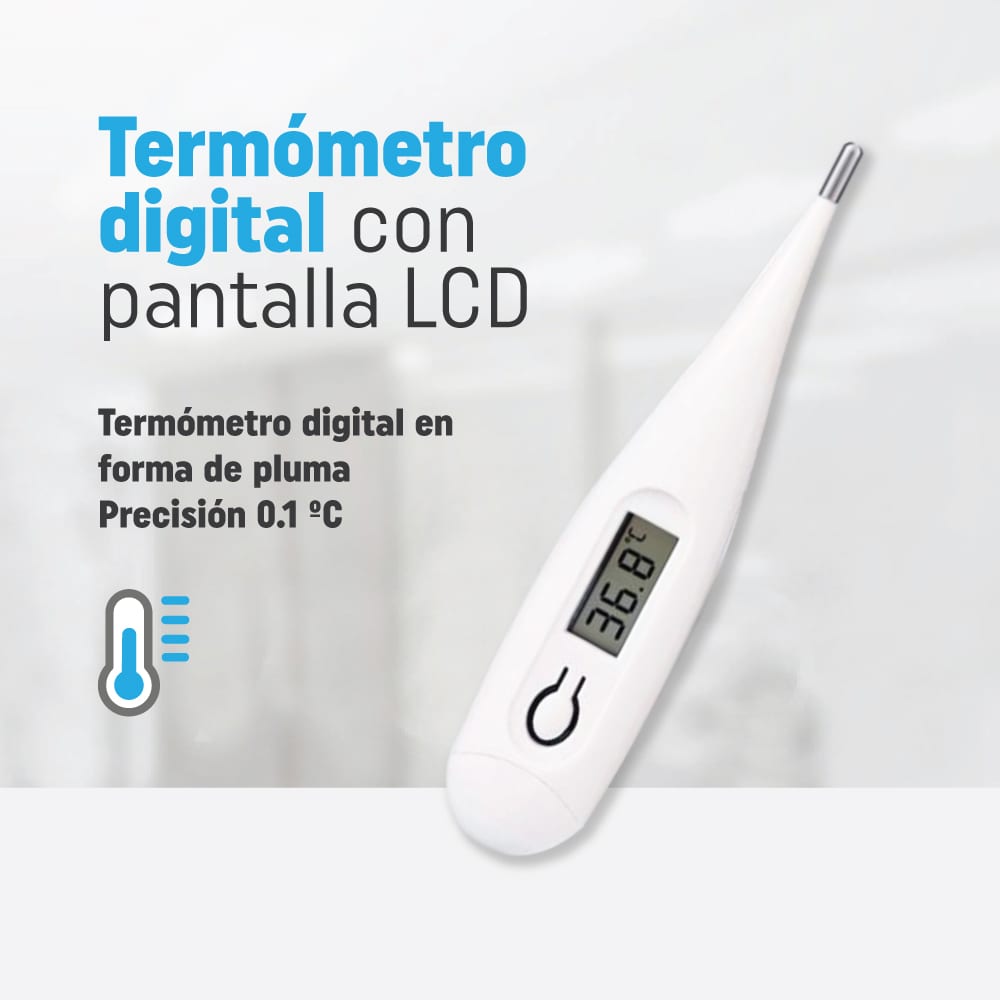 Termómetro
digital con
pantalla LCD
Termómetro digital en
forma de pluma
Precisión 0.1 ºC
36.8 °C